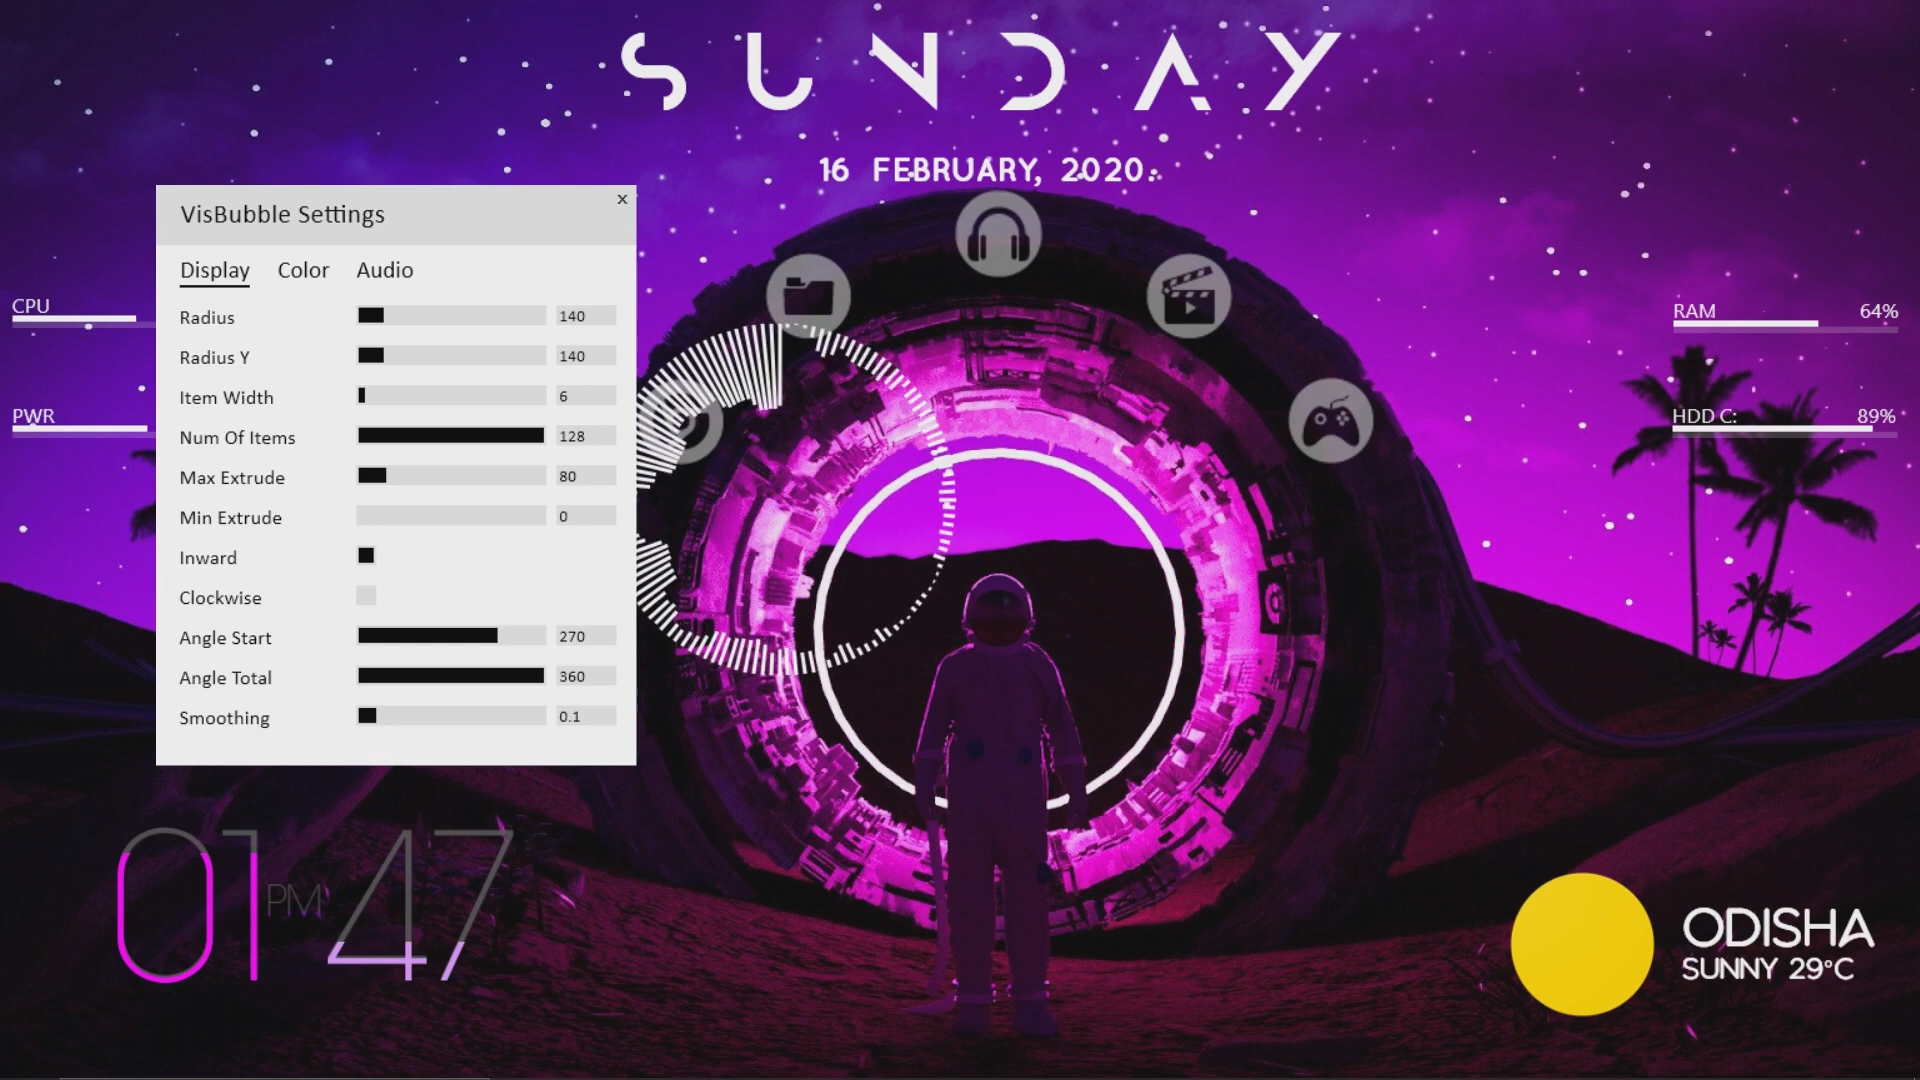 SUNDAY
16 FEBRUARY, 2020
VisBubble Settings
x
Display Color Audio
Radius 140
Radius Y 140
Item Width 6
Num Of Items 128
Max Extrude 80
Min Extrude 0
Inward
Clockwise
Angle Start 270
Angle Total 360
Smoothing 0.1
CPU
PWR
RAM 64%
HDD C: 89%
01 PM 47
ODISHA
SUNNY 29°C